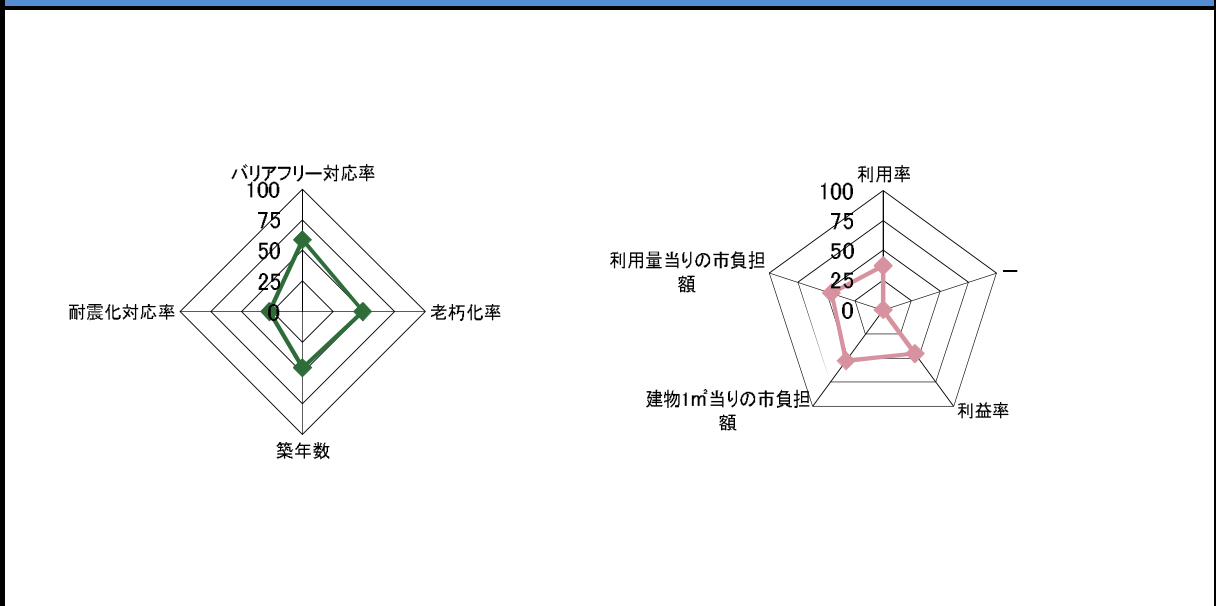 バリアフリー対応率
100
75
50
25
0
耐震化対応率
老朽化率
築年数
利用率
100
75
50
25
0
利用量当りの市負担
額
ー
建物1㎡当りの市負担
額
利益率